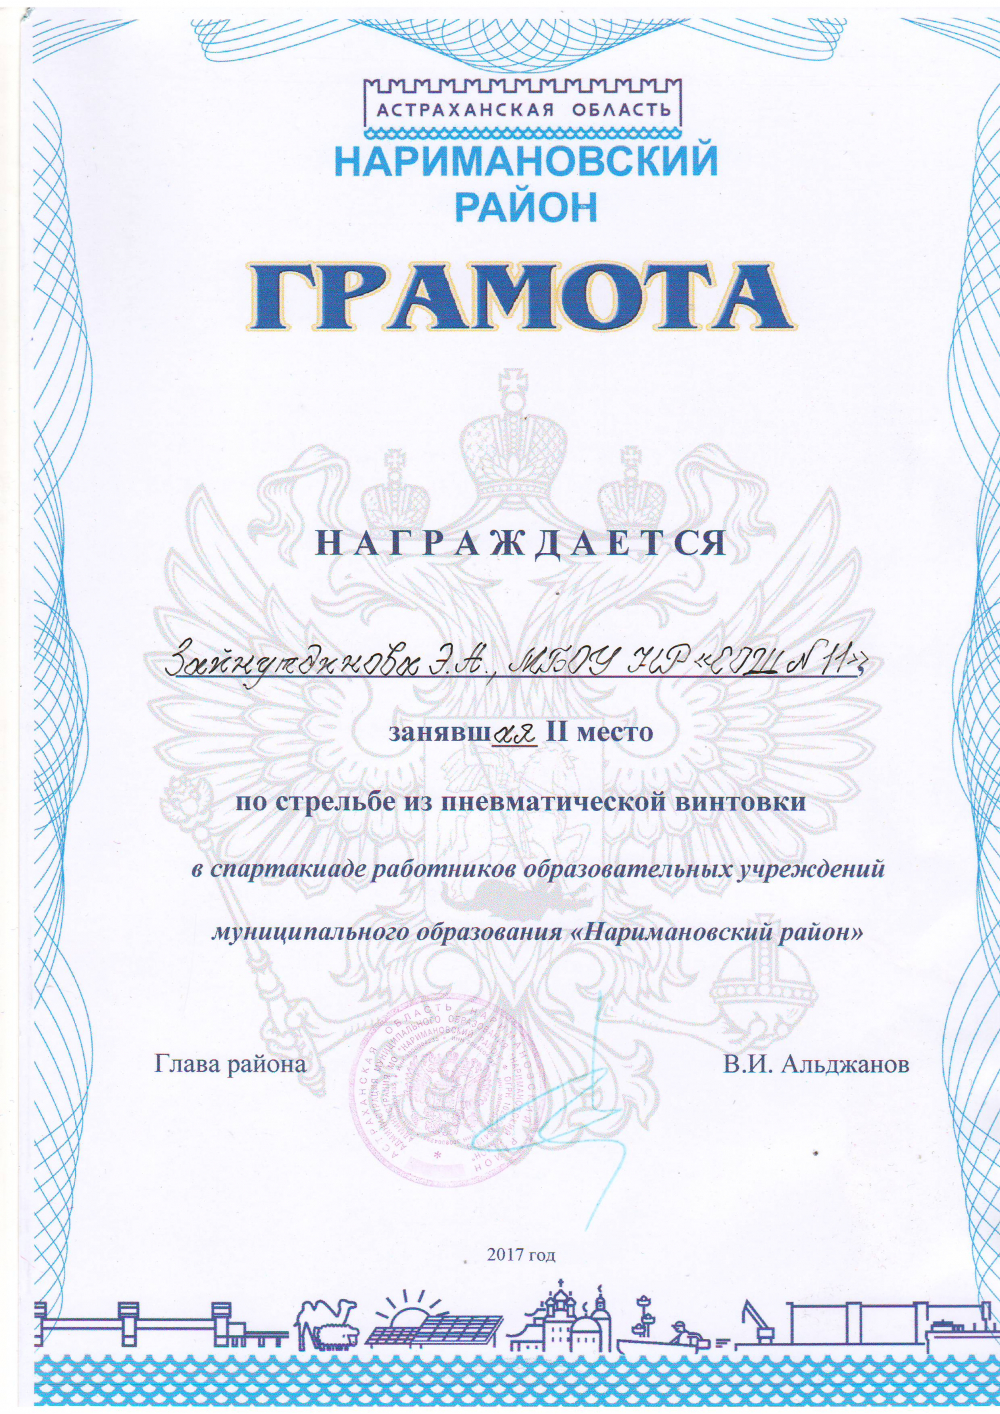 АСТРАХАНСКАЯ ОБЛАСТЬ
НАРИМАНОВСКИЙ
РАЙОН
ГРАМОТА
НАГРАЖДАЕТСЯ
Зайнутдинова Э.А., МБОУ НР «СОШ N 11»,
занявшая II место
по стрельбе из пневматической винтовки
в спартакиаде работников образовательных учреждений
муниципального образования «Наримановский район»
Глава района В.И. Альджанов
2017 год